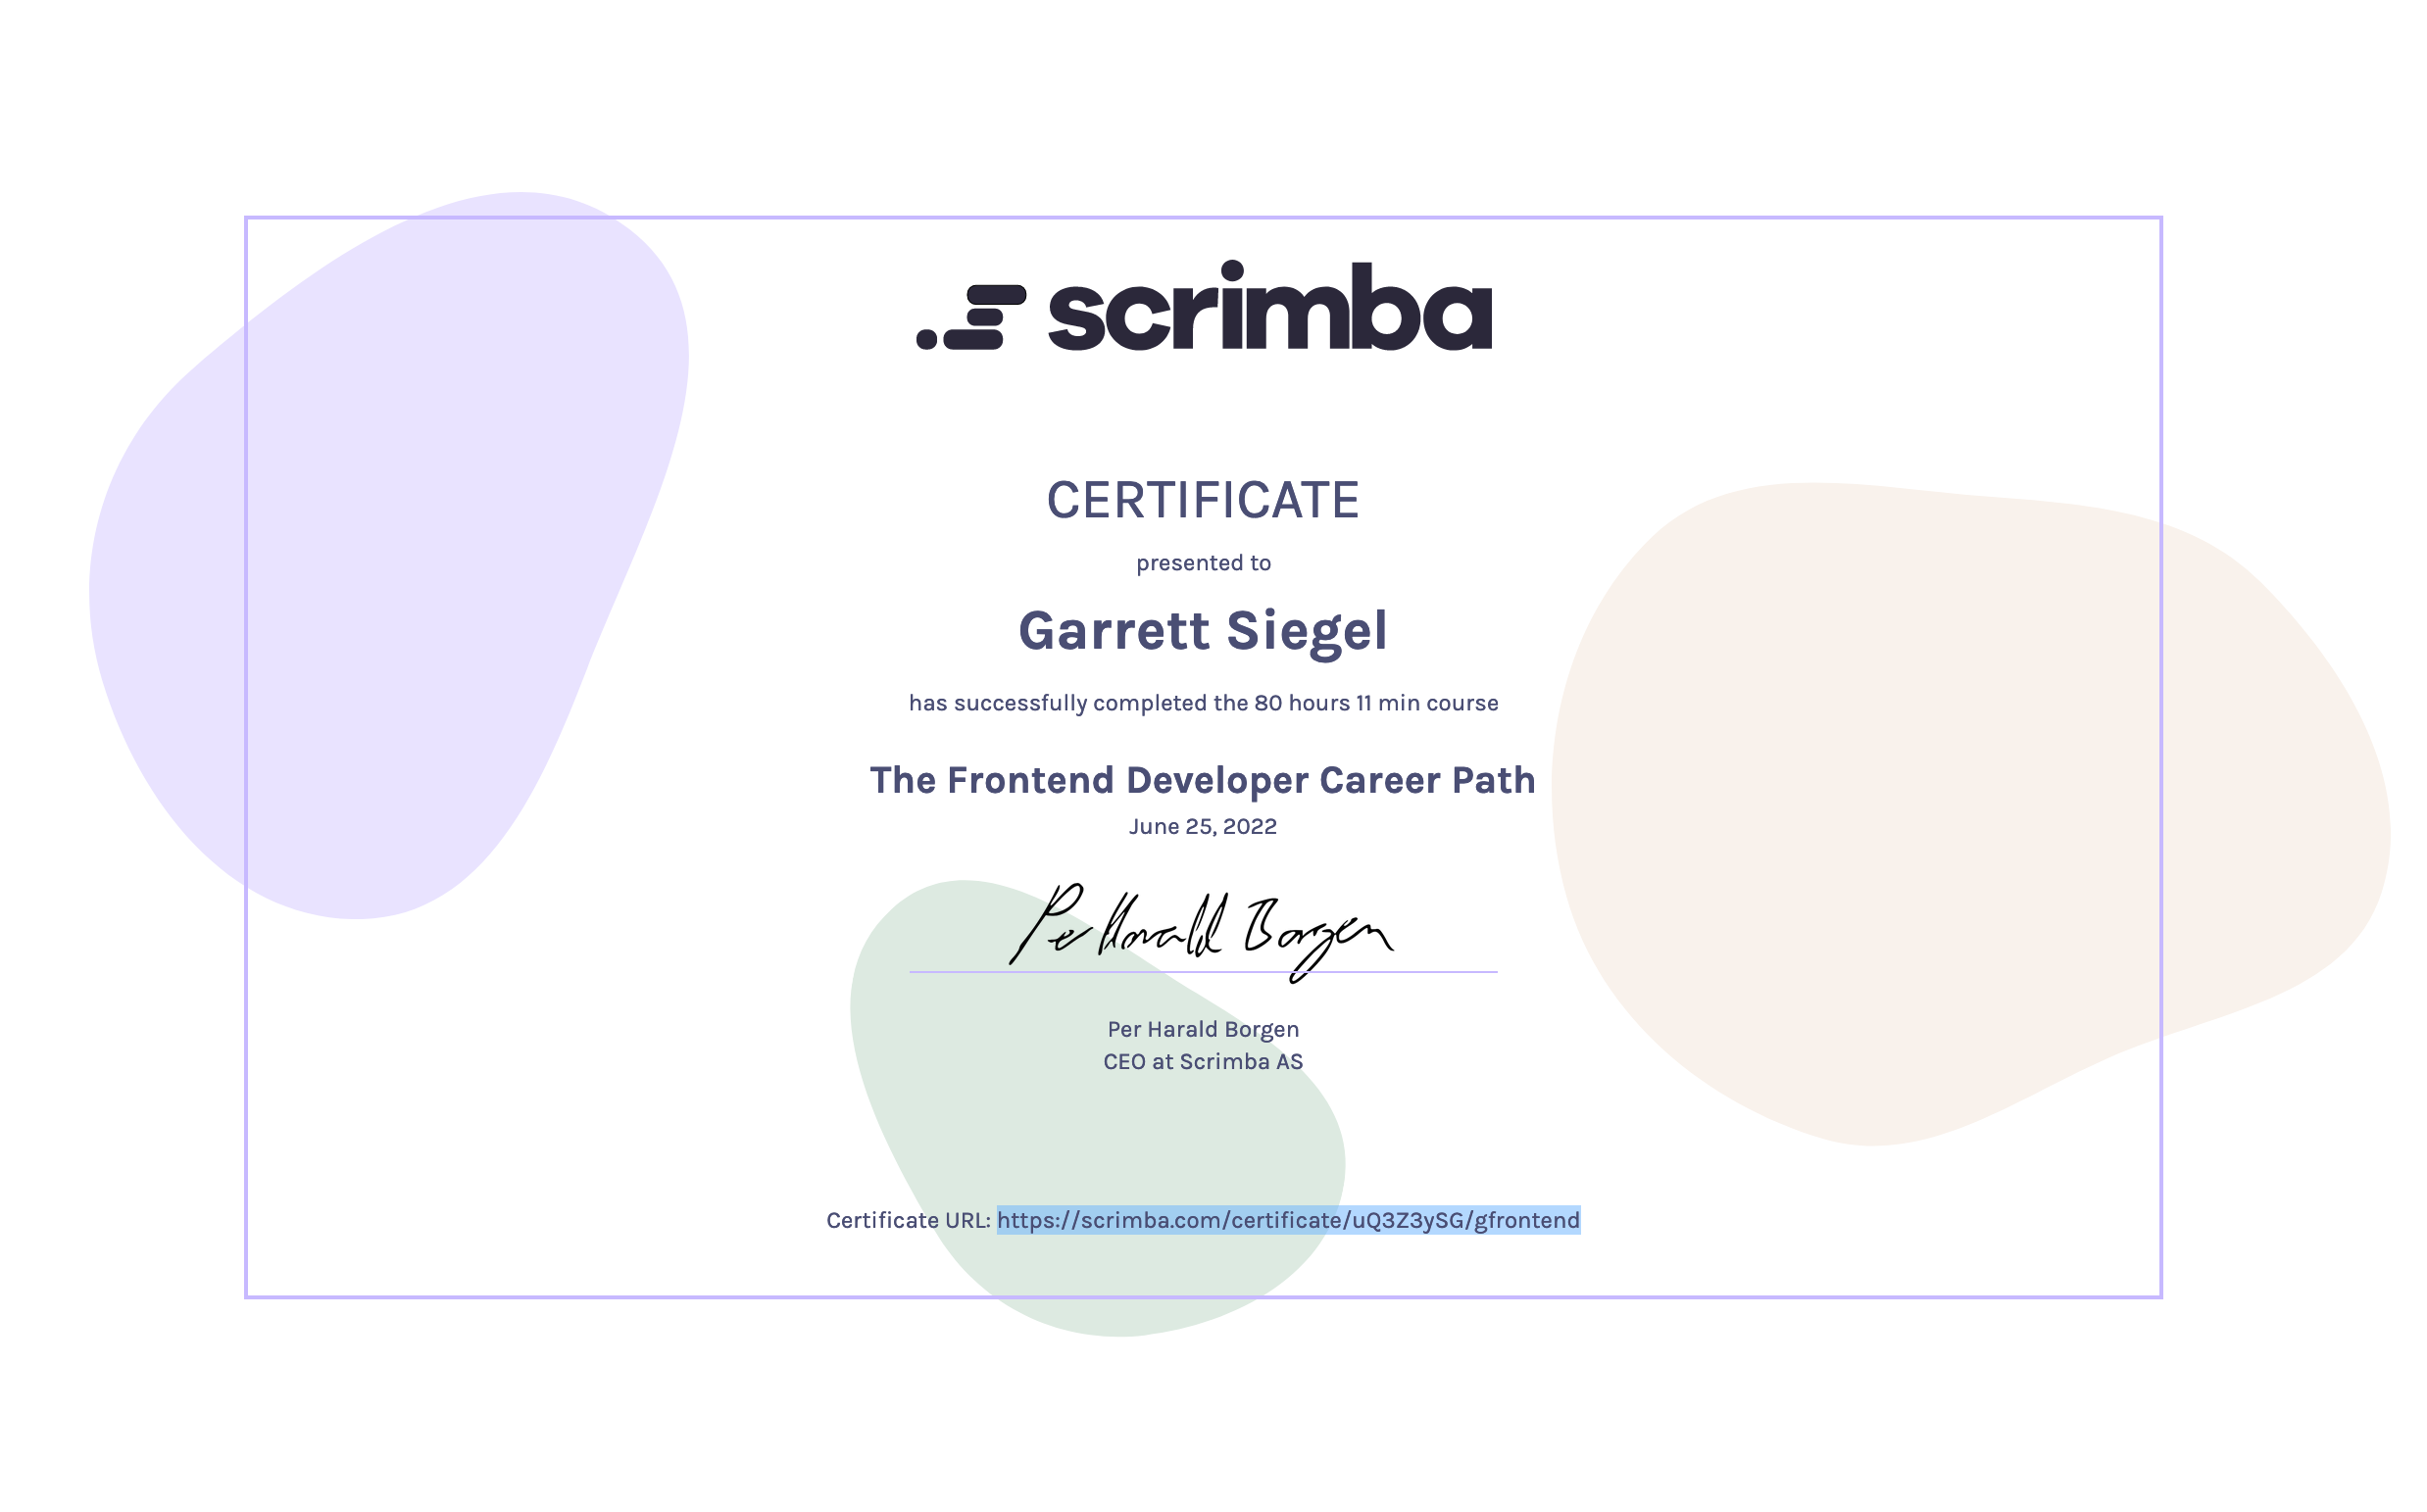 scrimba
CERTIFICATE
presented to
Garrett Siegel
has successfully completed the 80 hours 11 min course
The Frontend Developer Career Path
June 25, 2022
Per Harald Borgen
Per Harald Borgen
CEO at Scrimba AS
Certificate URL: https://scrimba.com/certificate/uQ3Z3ySG/gfrontend